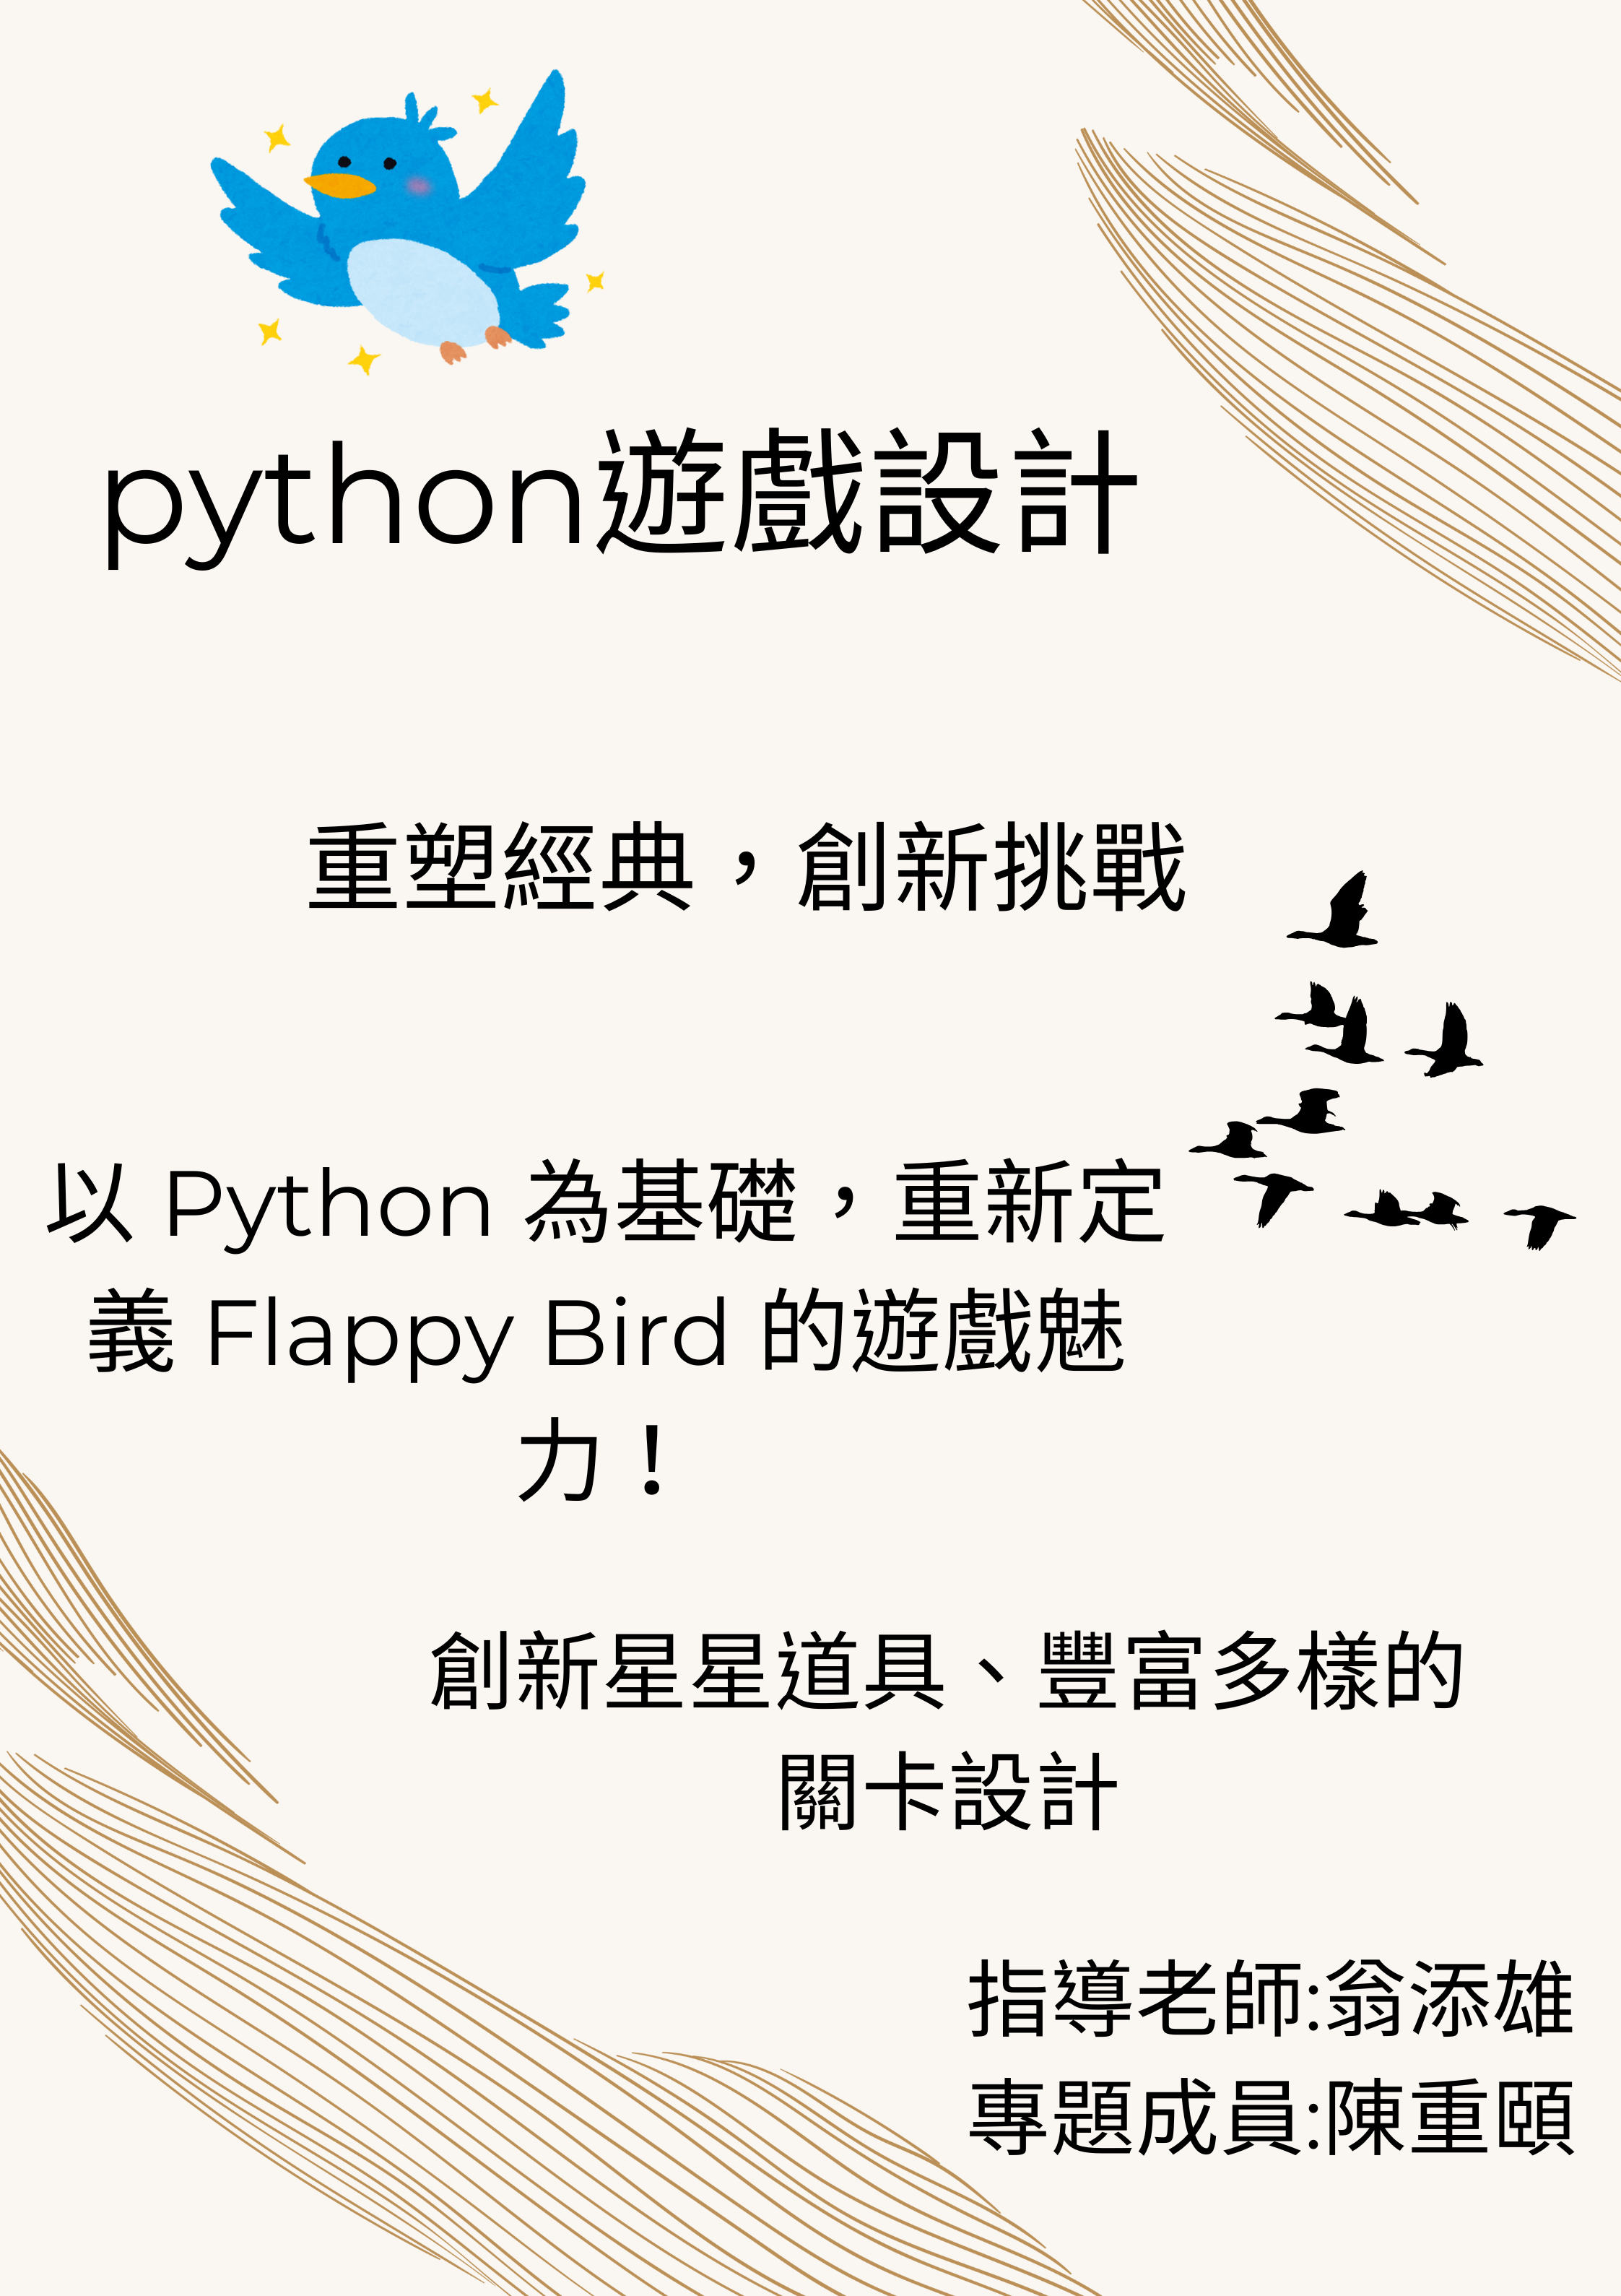 python遊戲設計
重塑經典，創新挑戰
以 Python 為基礎，重新定
義 Flappy Bird 的遊戲魅
力！
創新星星道具、豐富多樣的
關卡設計
指導老師:翁添雄
專題成員:陳重頤